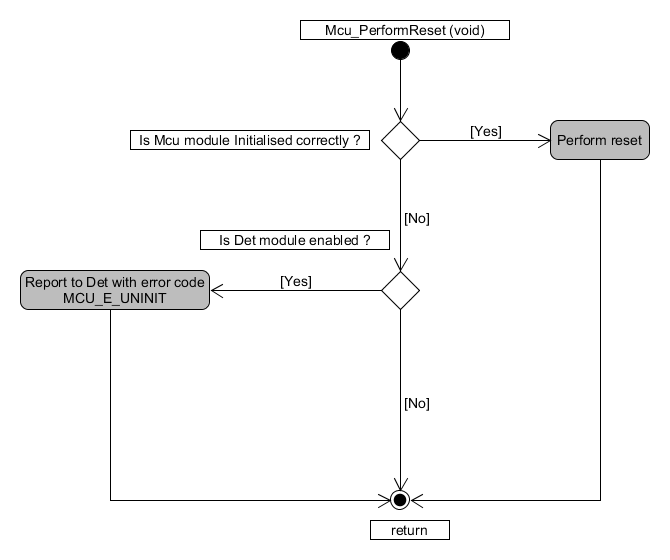 Mcu_PerformReset (void)
Is Mcu module Initialised correctly ?
[Yes]
Perform reset
[No]
Is Det module enabled ?
[Yes]
Report to Det with error code
MCU_E_UNINIT
[No]
return